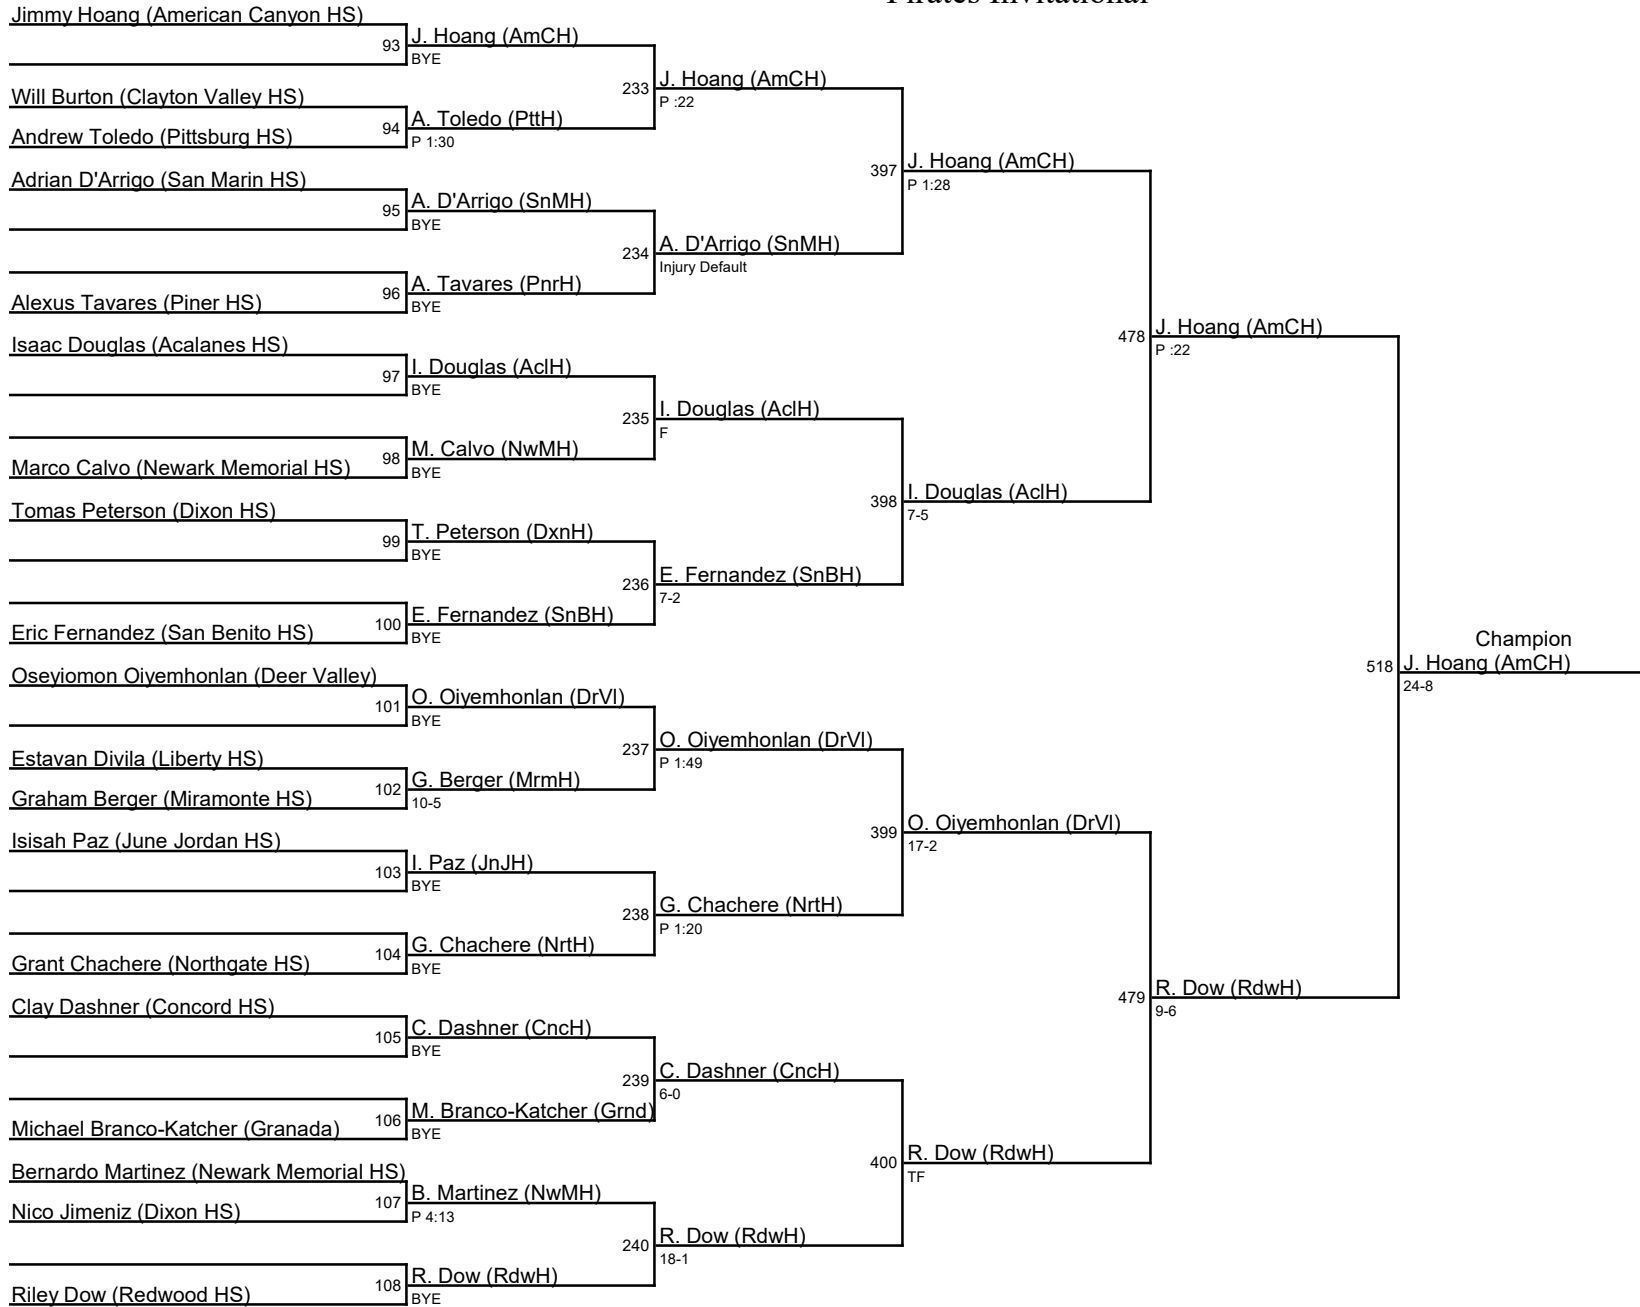 Pirates Invitational
Jimmy Hoang (American Canyon HS)
93 J. Hoang (AmCH)
BYE
233 J. Hoang (AmCH)
P :22
Will Burton (Clayton Valley HS)
94 A. Toledo (PttH)
P 1:30
Andrew Toledo (Pittsburg HS)
397 J. Hoang (AmCH)
P 1:28
Adrian D'Arrigo (San Marin HS)
95 A. D'Arrigo (SnMH)
BYE
234 A. D'Arrigo (SnMH)
Injury Default
96 A. Tavares (PnrH)
BYE
Alexus Tavares (Piner HS)
478 J. Hoang (AmCH)
P :22
Isaac Douglas (Acalanes HS)
97 I. Douglas (AclH)
BYE
235 I. Douglas (AclH)
F
98 M. Calvo (NwMH)
BYE
Marco Calvo (Newark Memorial HS)
398 I. Douglas (AclH)
7-5
Tomas Peterson (Dixon HS)
99 T. Peterson (DxnH)
BYE
236 E. Fernandez (SnBH)
7-2
100 E. Fernandez (SnBH)
BYE
Eric Fernandez (San Benito HS)
Champion
518 J. Hoang (AmCH)
24-8
Oseyiomon Oiyemhonlan (Deer Valley)
101 O. Oiyemhonlan (DrVl)
BYE
237 O. Oiyemhonlan (DrVl)
P 1:49
Estavan Divila (Liberty HS)
102 G. Berger (MrmH)
10-5
Graham Berger (Miramonte HS)
399 O. Oiyemhonlan (DrVl)
17-2
Isisah Paz (June Jordan HS)
103 I. Paz (JnJH)
BYE
238 G. Chachere (NrtH)
P 1:20
104 G. Chachere (NrtH)
BYE
Grant Chachere (Northgate HS)
479 R. Dow (RdwH)
9-6
Clay Dashner (Concord HS)
105 C. Dashner (CncH)
BYE
239 C. Dashner (CncH)
6-0
106 M. Branco-Katcher (Grnd)
BYE
Michael Branco-Katcher (Granada)
400 R. Dow (RdwH)
TF
Bernardo Martinez (Newark Memorial HS)
107 B. Martinez (NwMH)
P 4:13
Nico Jimeniz (Dixon HS)
240 R. Dow (RdwH)
18-1
108 R. Dow (RdwH)
BYE
Riley Dow (Redwood HS)